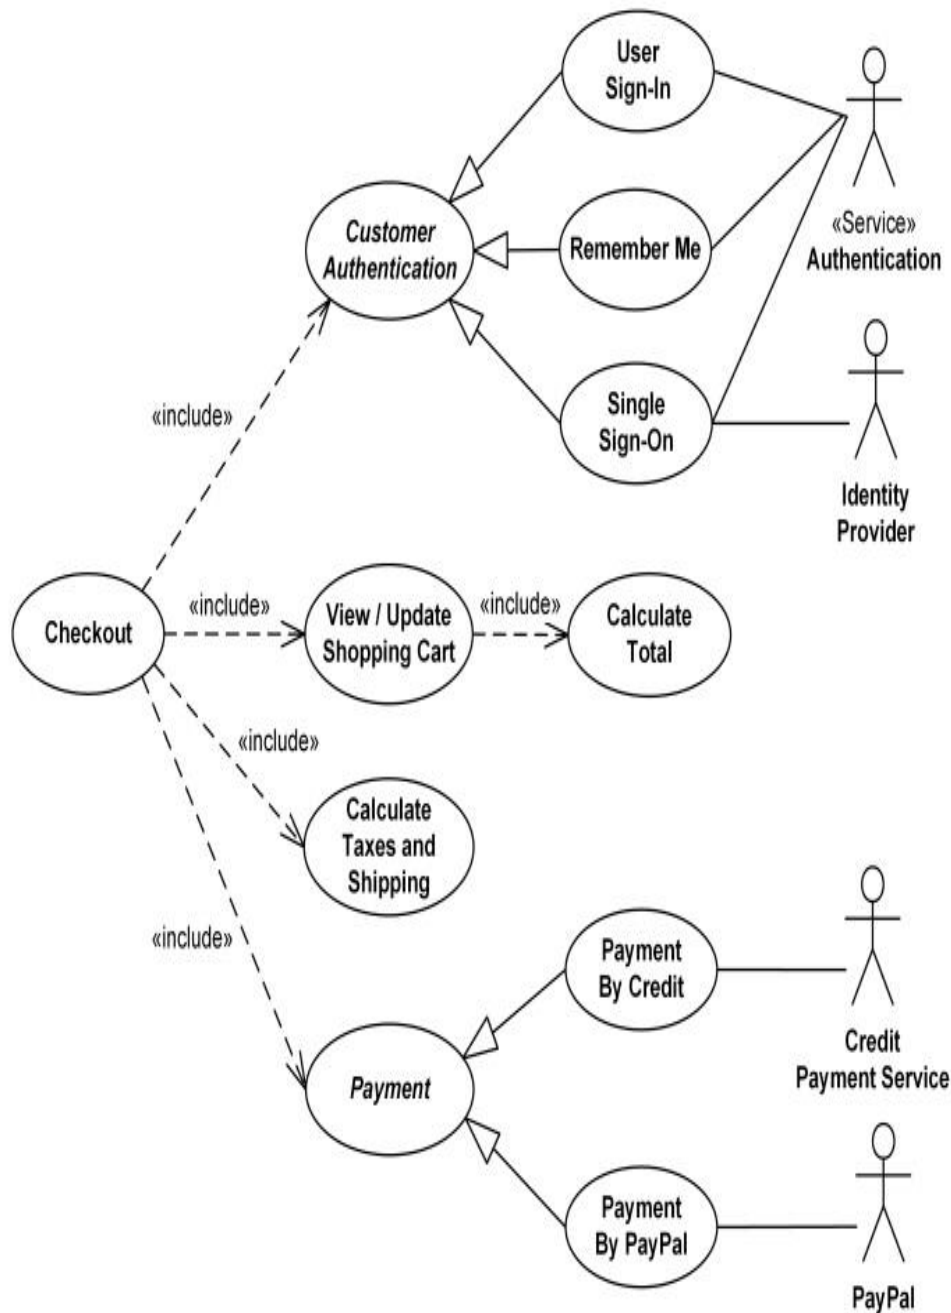 User
Sign-In
Customer
Authentication
Remember Me
«Service»
Authentication
Single
Sign-On
«include»
Identity
Provider
Checkout
«include»
View / Update
Shopping Cart
«include»
Calculate
Total
«include»
Calculate
Taxes and
Shipping
«include»
Payment
By Credit
Credit
Payment Service
Payment
Payment
By PayPal
PayPal